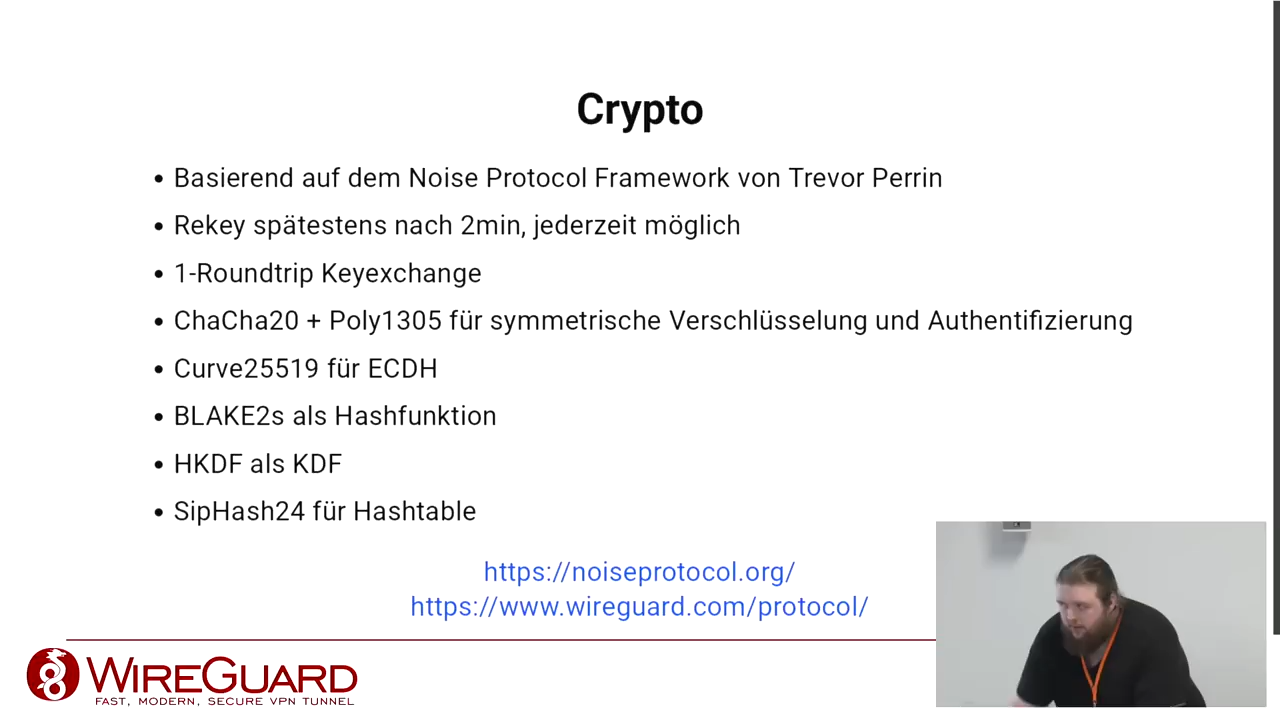 Crypto
• Basierend auf dem Noise Protocol Framework von Trevor Perrin
• Rekey spätestens nach 2min, jederzeit möglich
• 1-Roundtrip Keyexchange
• ChaCha20 + Poly1305 für symmetrische Verschlüsselung und Authentifizierung
• Curve25519 für ECDH
• BLAKE2s als Hashfunktion
• HKDF als KDF
• SipHash24 für Hashtable
https://noiseprotocol.org/
https://www.wireguard.com/protocol/
WIREGUARD
FAST, MODERN, SECURE VPN TUNNEL